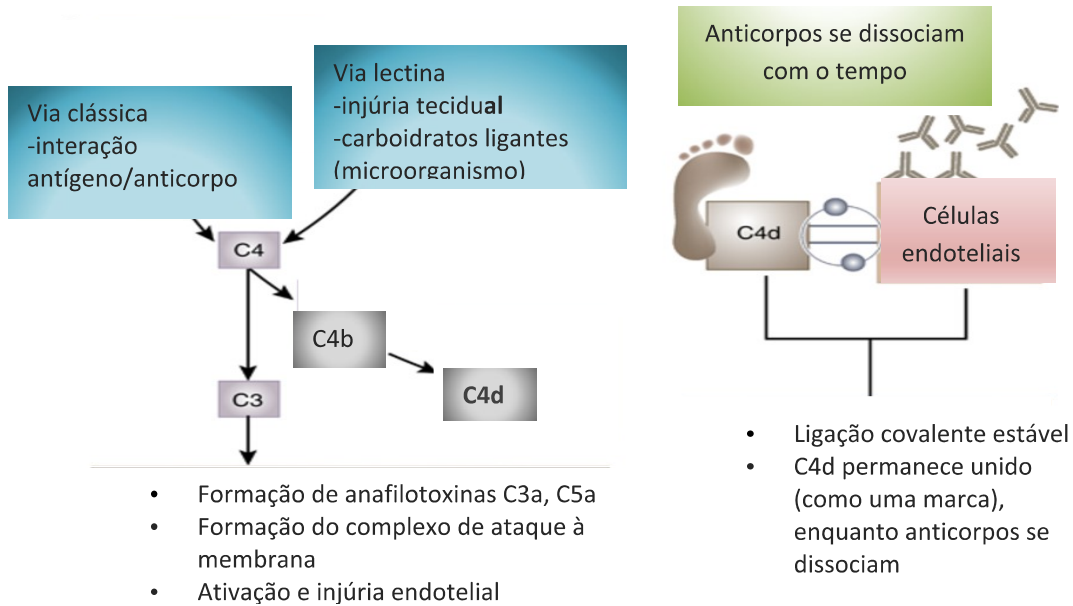 Via clássica
-interação
antígeno/anticorpo
Via lectina
-injúria tecidual
-carboidratos ligantes
(microorganismo)
C4
C4b
C4d
C3
• Formação de anafilotoxinas C3a, C5a
• Formação do complexo de ataque à
membrana
• Ativação e injúria endotelial
Anticorpos se dissociam
com o tempo
C4d
Células
endoteliais
• Ligação covalente estável
• C4d permanece unido
(como uma marca),
enquanto anticorpos se
dissociam